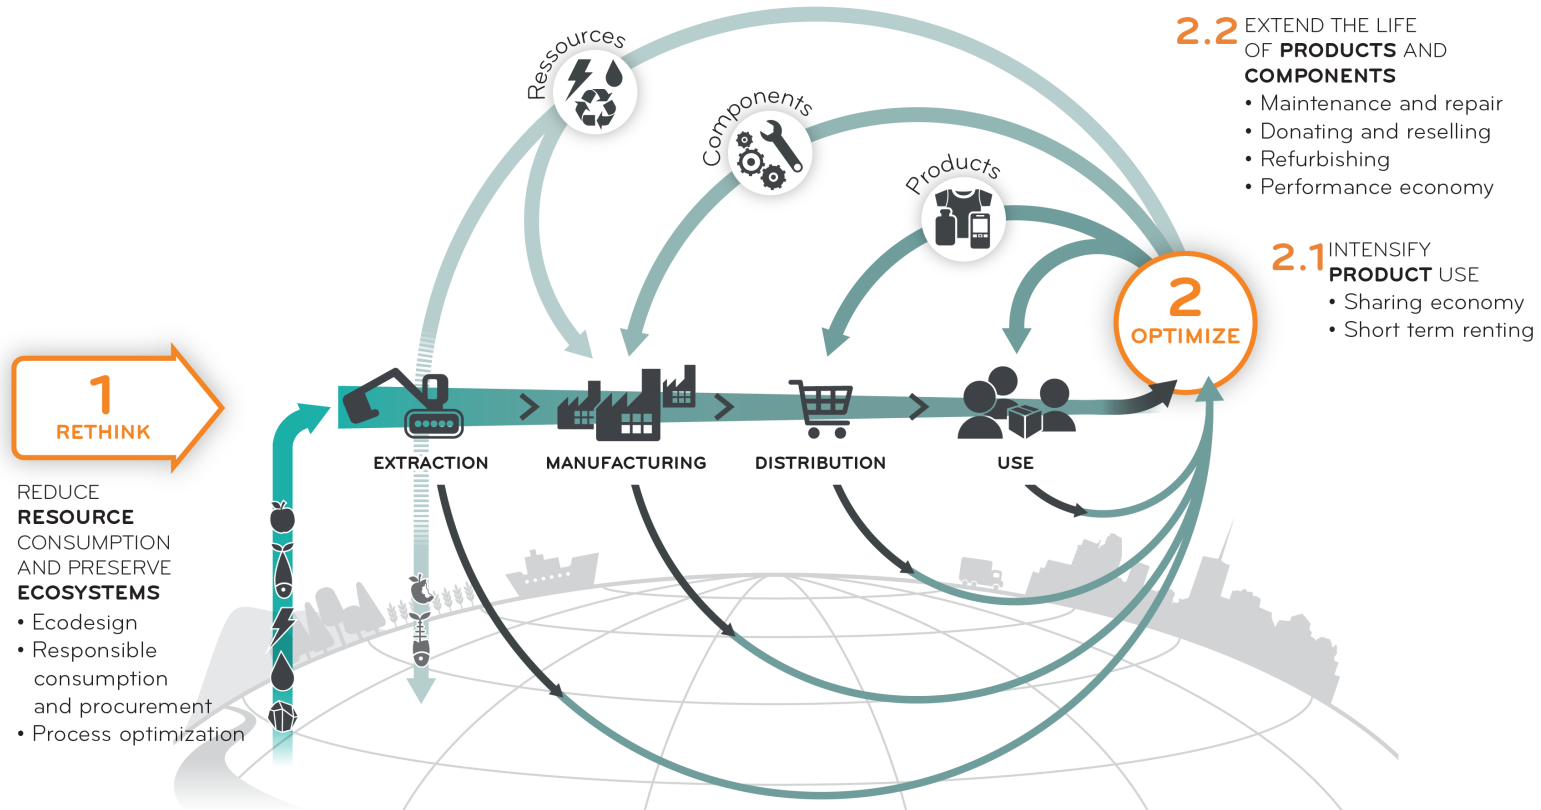 Ressources
Components
Products
2.2 EXTEND THE LIFE
OF PRODUCTS AND
COMPONENTS
• Maintenance and repair
• Donating and reselling
• Refurbishing
• Performance economy
2.1 INTENSIFY
PRODUCT USE
• Sharing economy
• Short term renting
2
OPTIMIZE
1
RETHINK
EXTRACTION
MANUFACTURING
DISTRIBUTION
USE
REDUCE
RESOURCE
CONSUMPTION
AND PRESERVE
ECOSYSTEMS
• Ecodesign
• Responsible
consumption
and procurement
• Process optimization